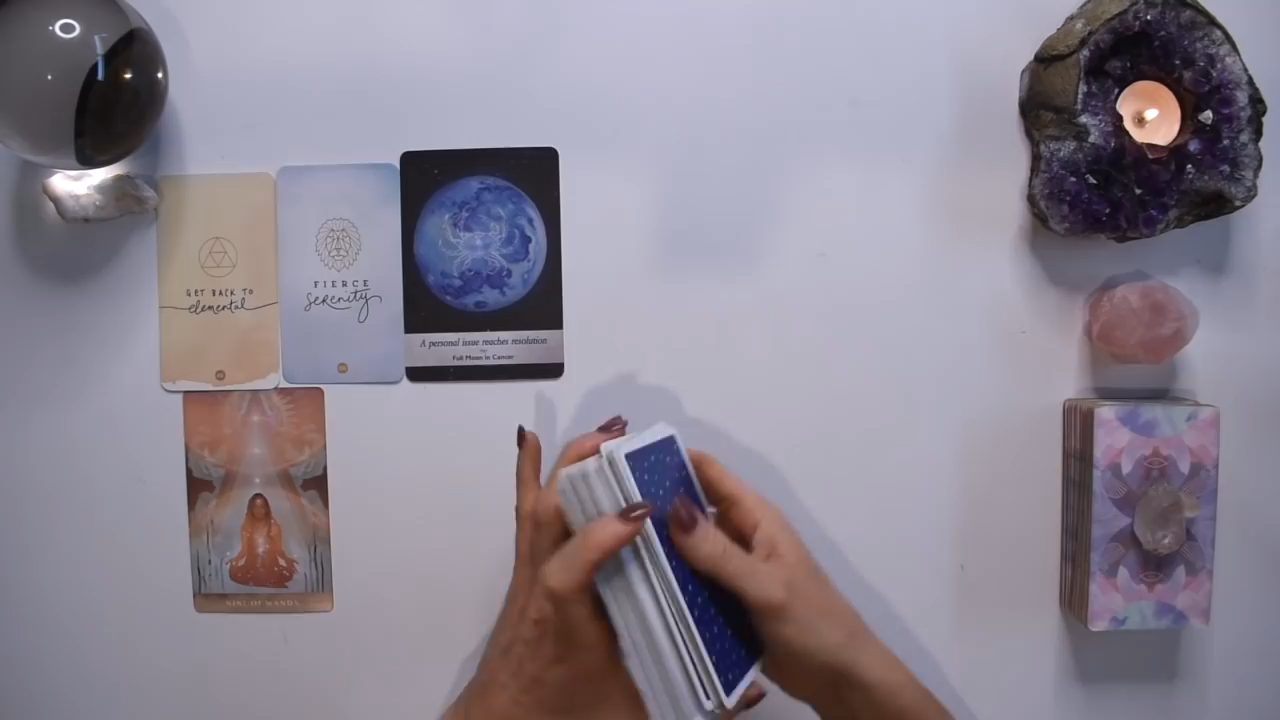 GET BACK TO
elemental
FIERCE
serenity
A personal issue reaches resolution
Full Moon in Cancer
NINE OF WANDS